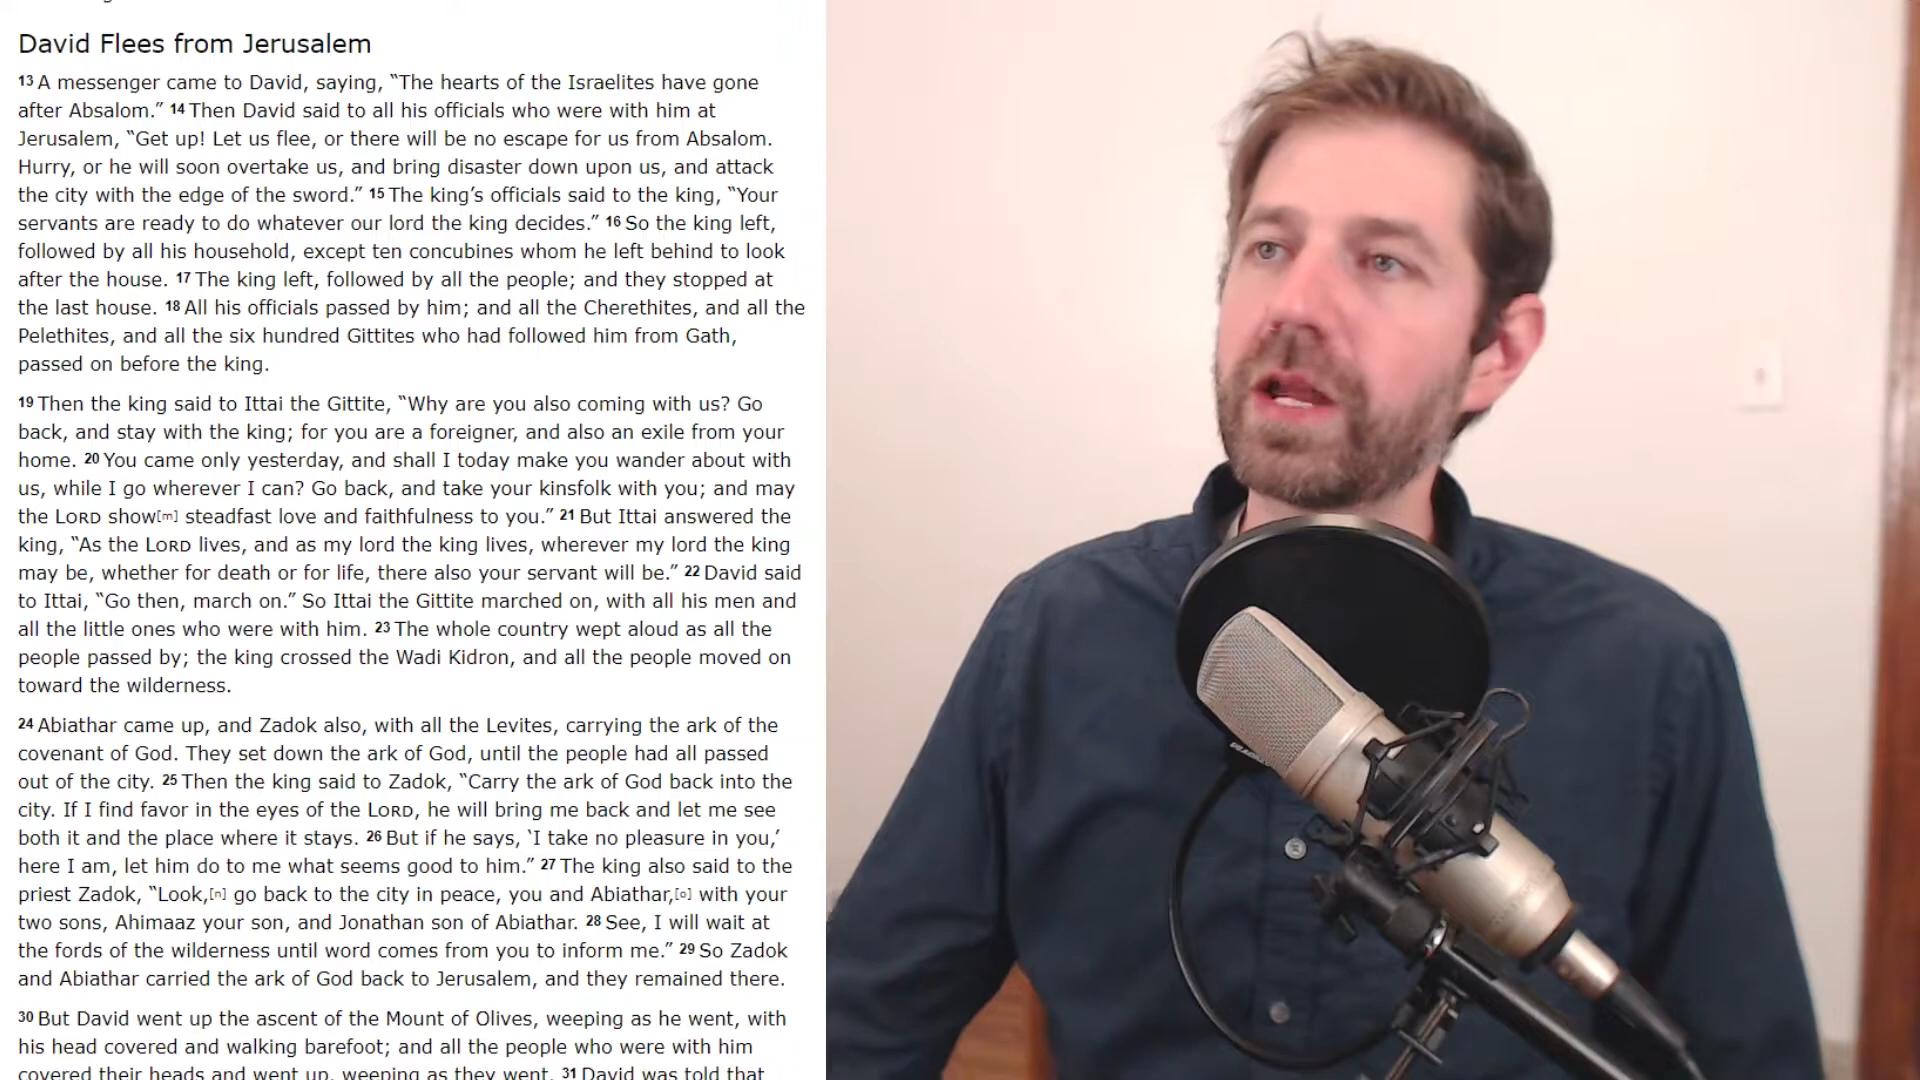 David Flees from Jerusalem
13 A messenger came to David, saying, “The hearts of the Israelites have gone
after Absalom.” 14 Then David said to all his officials who were with him at
Jerusalem, “Get up! Let us flee, or there will be no escape for us from Absalom.
Hurry, or he will soon overtake us, and bring disaster down upon us, and attack
the city with the edge of the sword.” 15 The king’s officials said to the king, “Your
servants are ready to do whatever our lord the king decides.” 16 So the king left,
followed by all his household, except ten concubines whom he left behind to look
after the house. 17 The king left, followed by all the people; and they stopped at
the last house. 18 All his officials passed by him; and all the Cherethites, and all the
Pelethites, and all the six hundred Gittites who had followed him from Gath,
passed on before the king.
19 Then the king said to Ittai the Gittite, “Why are you also coming with us? Go
back, and stay with the king; for you are a foreigner, and also an exile from your
home. 20 You came only yesterday, and shall I today make you wander about with
us, while I go wherever I can? Go back, and take your kinsfolk with you; and may
the LORD show[m] steadfast love and faithfulness to you.” 21 But Ittai answered the
king, “As the LORD lives, and as my lord the king lives, wherever my lord the king
may be, whether for death or for life, there also your servant will be.” 22 David said
to Ittai, “Go then, march on.” So Ittai the Gittite marched on, with all his men and
all the little ones who were with him. 23 The whole country wept aloud as all the
people passed by; the king crossed the Wadi Kidron, and all the people moved on
toward the wilderness.
24 Abiathar came up, and Zadok also, with all the Levites, carrying the ark of the
covenant of God. They set down the ark of God, until the people had all passed
out of the city. 25 Then the king said to Zadok, “Carry the ark of God back into the
city. If I find favor in the eyes of the LORD, he will bring me back and let me see
both it and the place where it stays. 26 But if he says, ‘I take no pleasure in you,’
here I am, let him do to me what seems good to him.” 27 The king also said to the
priest Zadok, “Look,[n] go back to the city in peace, you and Abiathar,[o] with your
two sons, Ahimaaz your son, and Jonathan son of Abiathar. 28 See, I will wait at
the fords of the wilderness until word comes from you to inform me.” 29 So Zadok
and Abiathar carried the ark of God back to Jerusalem, and they remained there.
30 But David went up the ascent of the Mount of Olives, weeping as he went, with
his head covered and walking barefoot; and all the people who were with him
covered their heads and went up, weeping as they went. 31 David was told that